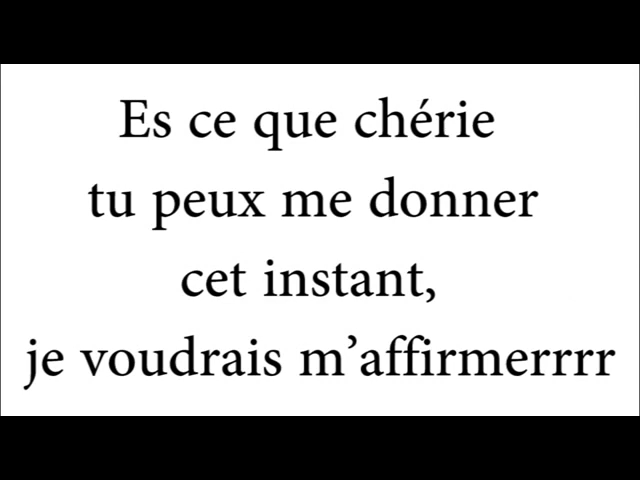 Es ce que chérie
tu peux me donner
cet instant,
je voudrais m’affirmerrrr